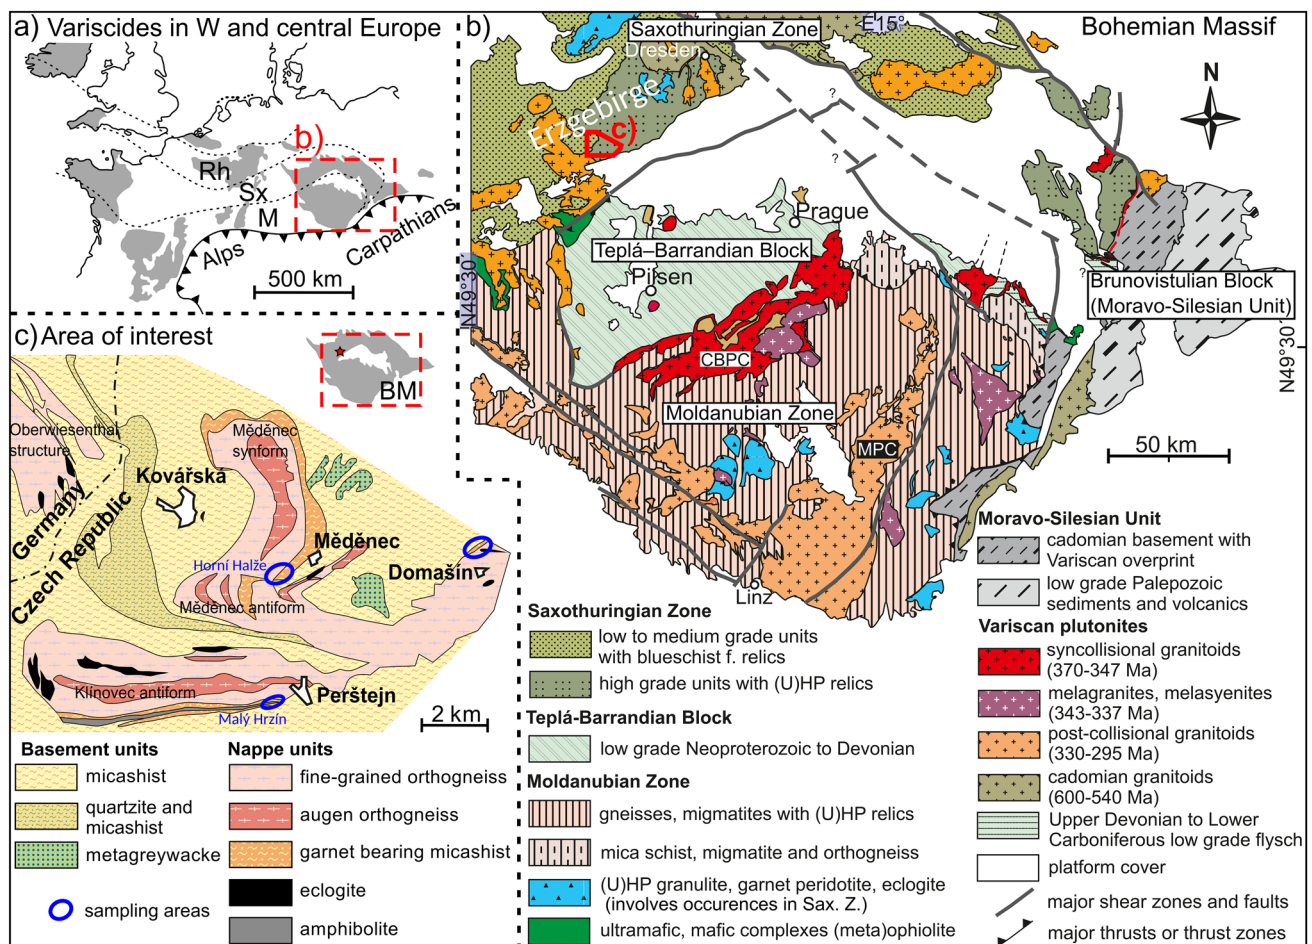 a) Variscides in W and central Europe
b)
Rh
Sx
M
Alps
Carpathians
500 km
b)
Bohemian Massif
Saxothuringian Zone
E15°
Dresden
Erzgebirge
c)
N
?
?
Prague
Teplá–Barrandian Block
Pilsen
N49°30'
CBPC
Moldanubian Zone
MPC
Linz
?
Brunovistulian Block
(Moravo-Silesian Unit)
N49°30'
50 km
c) Area of interest
BM
Oberwiesenthal
structure
Měděnec
synform
Kovářská
Germany
Czech Republic
Měděnec
Horní Halže
Domašín
Měděnec antiform
Klínovec antiform
Perštejn
Malý Hrzín
2 km
Basement units
micashist
quartzite and
micashist
metagreywacke
sampling areas
Nappe units
fine-grained orthogneiss
augen orthogneiss
garnet bearing micashist
eclogite
amphibolite
Saxothuringian Zone
low to medium grade units
with blueschist f. relics
high grade units with (U)HP relics
Teplá-Barrandian Block
low grade Neoproterozoic to Devonian
Moldanubian Zone
gneisses, migmatites with (U)HP relics
mica schist, migmatite and orthogneiss
(U)HP granulite, garnet peridotite, eclogite
(involves occurences in Sax. Z.)
ultramafic, mafic complexes (meta)ophiolite
Moravo-Silesian Unit
cadomian basement with
Variscan overprint
low grade Palepozoic
sediments and volcanics
Variscan plutonites
syncollisional granitoids
(370-347 Ma)
melagranites, melasyenites
(343-337 Ma)
post-collisional granitoids
(330-295 Ma)
cadomian granitoids
(600-540 Ma)
Upper Devonian to Lower
Carboniferous low grade flysch
platform cover
major shear zones and faults
major thrusts or thrust zones